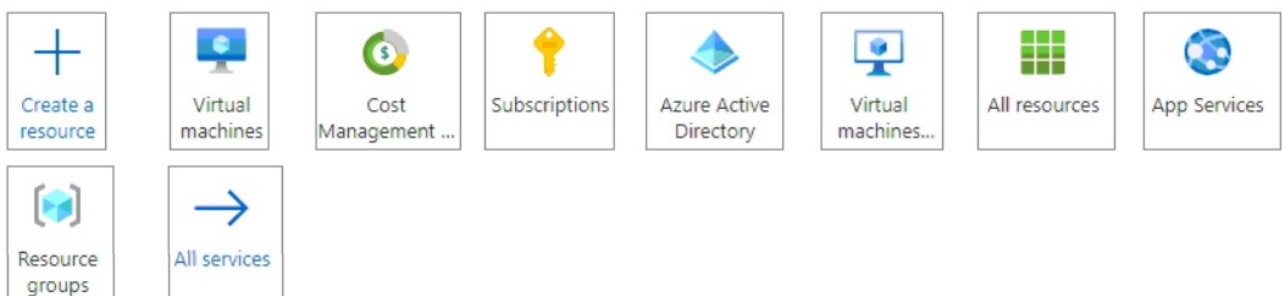 Create a
resource
Virtual
machines
Cost
Management ...
Subscriptions
Azure Active
Directory
Virtual
machines...
All resources
App Services
Resource
groups
All services